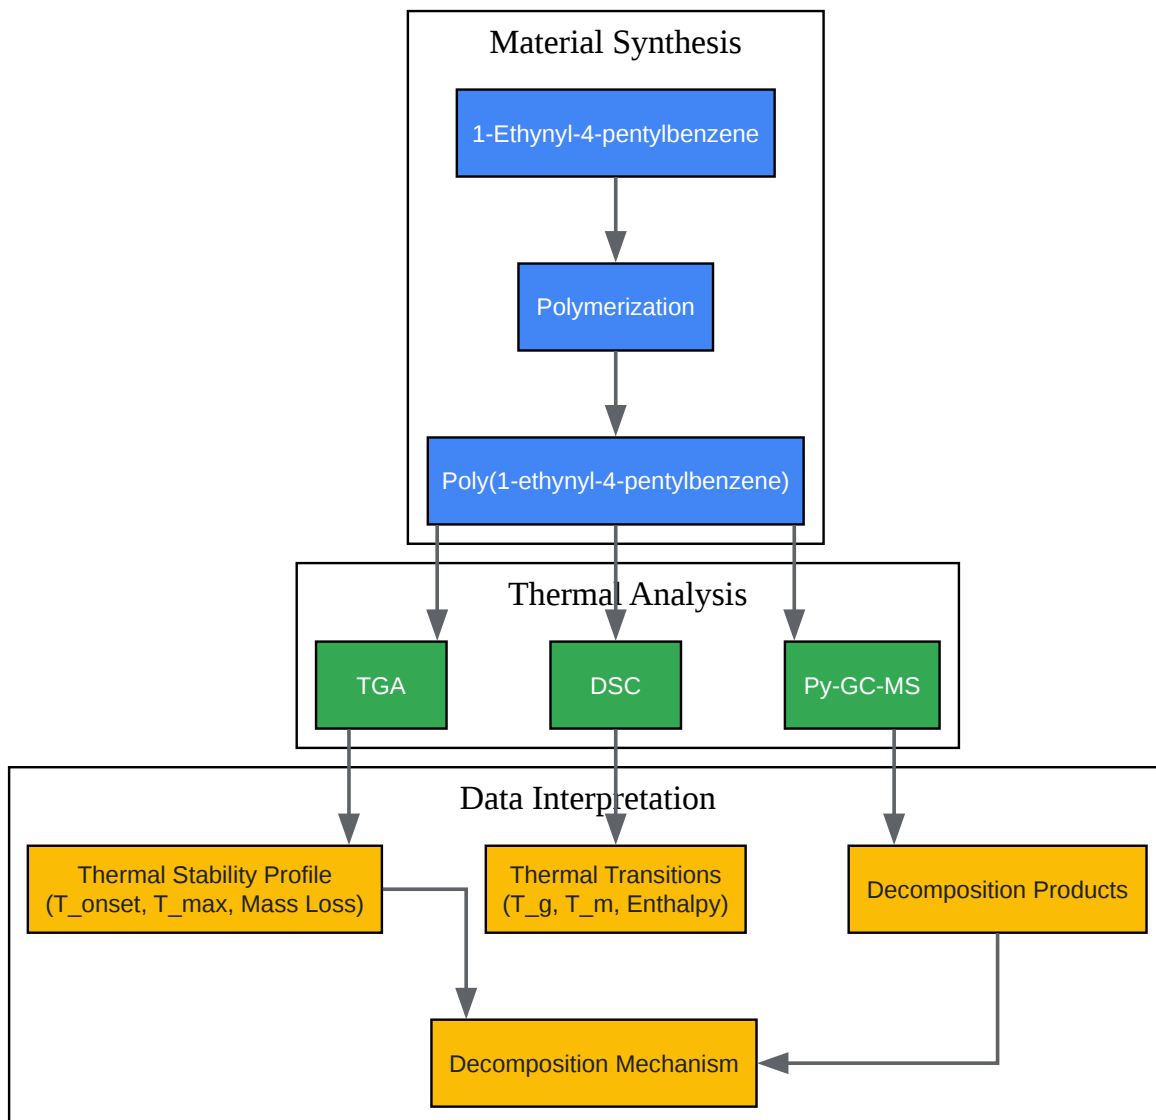 Material Synthesis
1-Ethynyl-4-pentylbenzene
Polymerization
Poly(1-ethynyl-4-pentylbenzene)
Thermal Analysis
TGA
DSC
Py-GC-MS
Data Interpretation
Thermal Stability Profile
(T_onset, T_max, Mass Loss)
Thermal Transitions
(T_g, T_m, Enthalpy)
Decomposition Products
Decomposition Mechanism